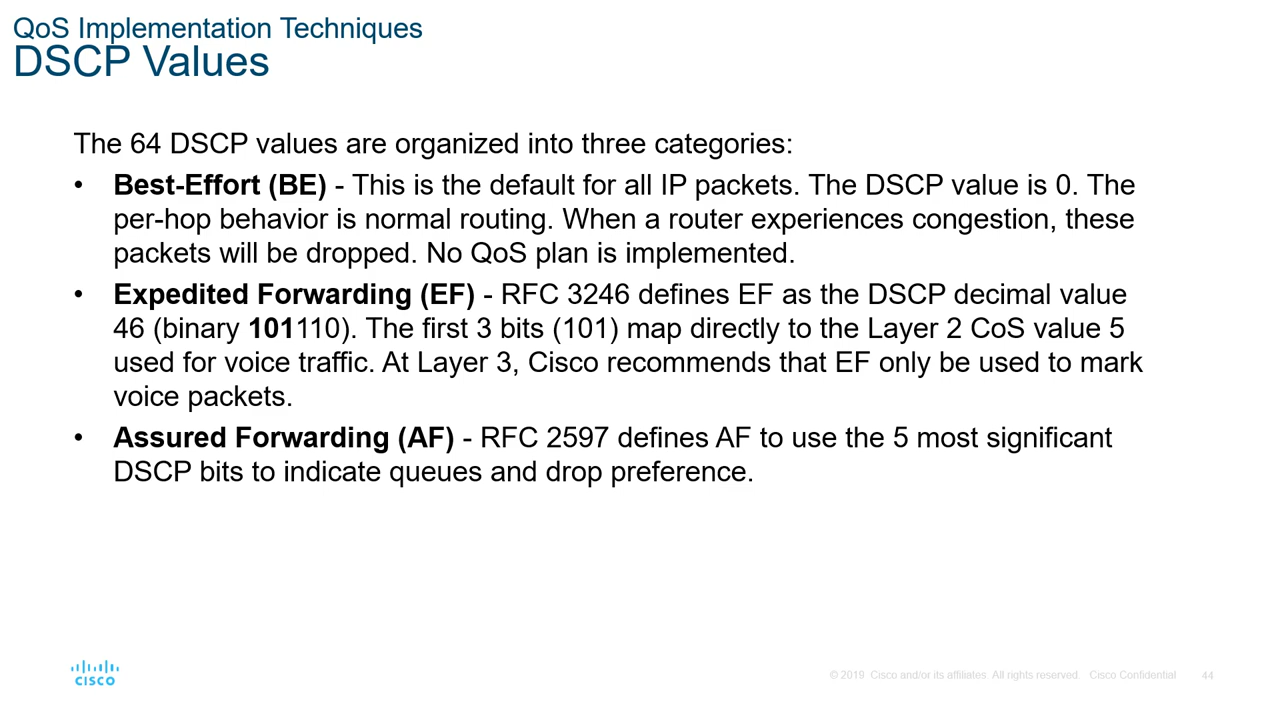 QoS Implementation Techniques
DSCP Values
The 64 DSCP values are organized into three categories:
• Best-Effort (BE) - This is the default for all IP packets. The DSCP value is 0. The
per-hop behavior is normal routing. When a router experiences congestion, these
packets will be dropped. No QoS plan is implemented.
• Expedited Forwarding (EF) - RFC 3246 defines EF as the DSCP decimal value
46 (binary 101110). The first 3 bits (101) map directly to the Layer 2 CoS value 5
used for voice traffic. At Layer 3, Cisco recommends that EF only be used to mark
voice packets.
• Assured Forwarding (AF) - RFC 2597 defines AF to use the 5 most significant
DSCP bits to indicate queues and drop preference.
CISCO
© 2019 Cisco and/or its affiliates. All rights reserved. Cisco Confidential 44